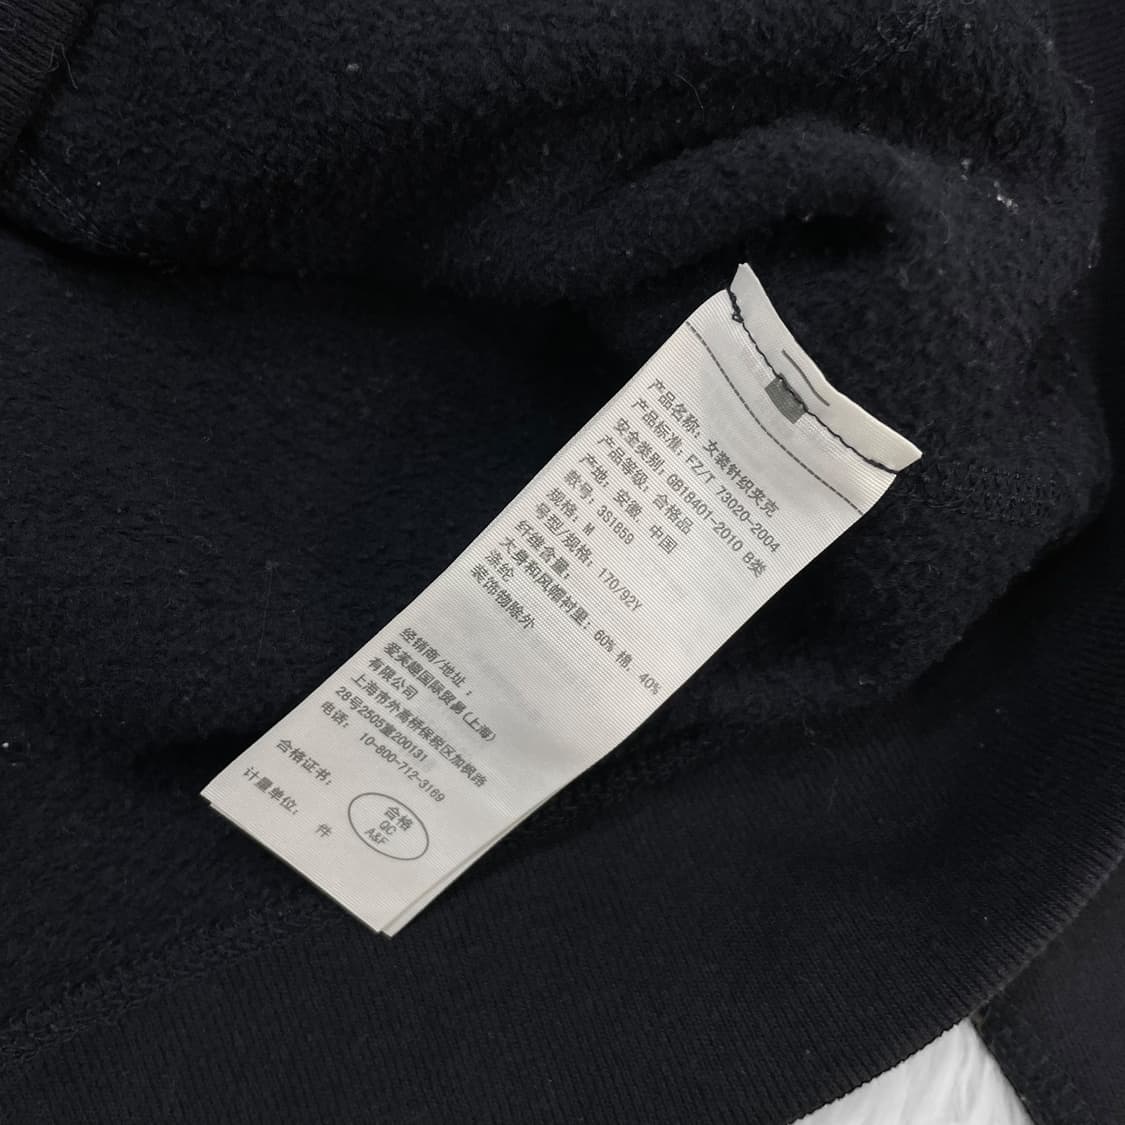 产品名称: 女装针织夹克
产品标准: FZ/T 73020-2004
安全类别: GB18401-2010 B类
产品等级: 合格品
产地: 安徽, 中国
款号: 3S1859
规格: M
号型/规格: 170/92Y
纤维含量:
大身和风帽衬里: 60% 棉, 40%
涤纶
装饰物除外
经销商/地址:
爱芙趣国际贸易(上海)
有限公司
上海市外高桥保税区加枫路
28号2505室200131
电话: 10-800-712-3169
合格证书:
合格
QC
A&F
计量单位: 件